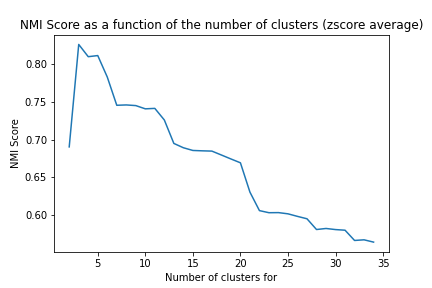 NMI Score as a function of the number of clusters (zscore average)
0.80
0.75
0.70
0.65
0.60
NMI Score
5 10 15 20 25 30 35
Number of clusters for